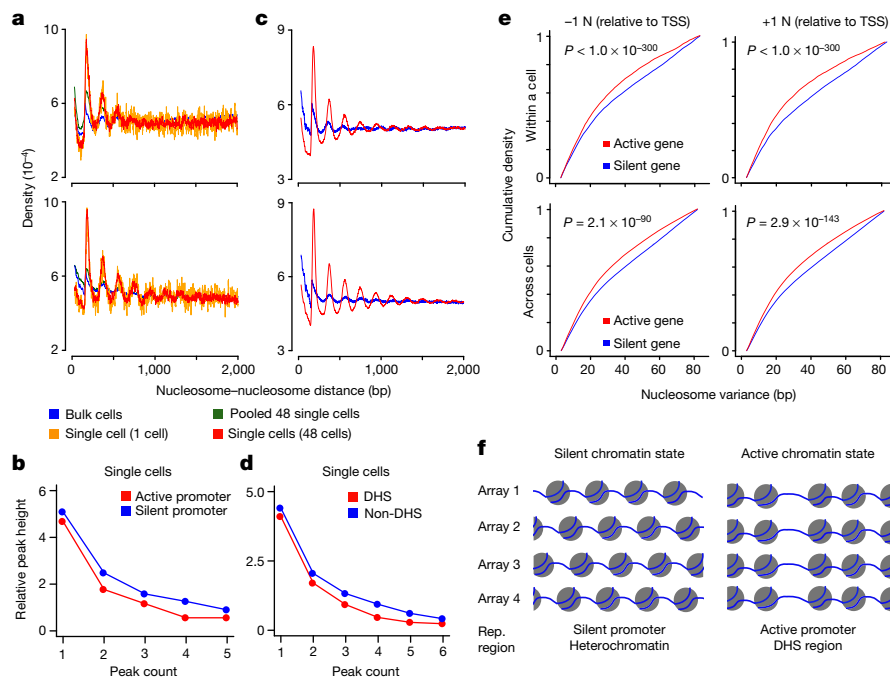 a
c
e
9
6
3
9
6
3
10
6
2
10
6
2
Density (10⁻⁴)
0
1,000
2,000
0
1,000
2,000
Nucleosome–nucleosome distance (bp)
Bulk cells
Pooled 48 single cells
Single cell (1 cell)
Single cells (48 cells)
–1 N (relative to TSS)
+1 N (relative to TSS)
Cumulative density
Within a cell
Across cells
1
0
P < 1.0 × 10⁻³⁰⁰
Active gene
Silent gene
1
0
P < 1.0 × 10⁻³⁰⁰
1
0
P = 2.1 × 10⁻⁹⁰
Active gene
Silent gene
1
0
P = 2.9 × 10⁻¹⁴³
0 20 40 60 80
0 20 40 60 80
Nucleosome variance (bp)
b
Single cells
Active promoter
Silent promoter
Relative peak height
6
4
2
0
1 2 3 4 5
Peak count
d
Single cells
DHS
Non-DHS
5.0
2.5
0
1 2 3 4 5 6
Peak count
f
Silent chromatin state
Active chromatin state
Array 1
Array 2
Array 3
Array 4
Rep.
region
Silent promoter
Heterochromatin
Active promoter
DHS region